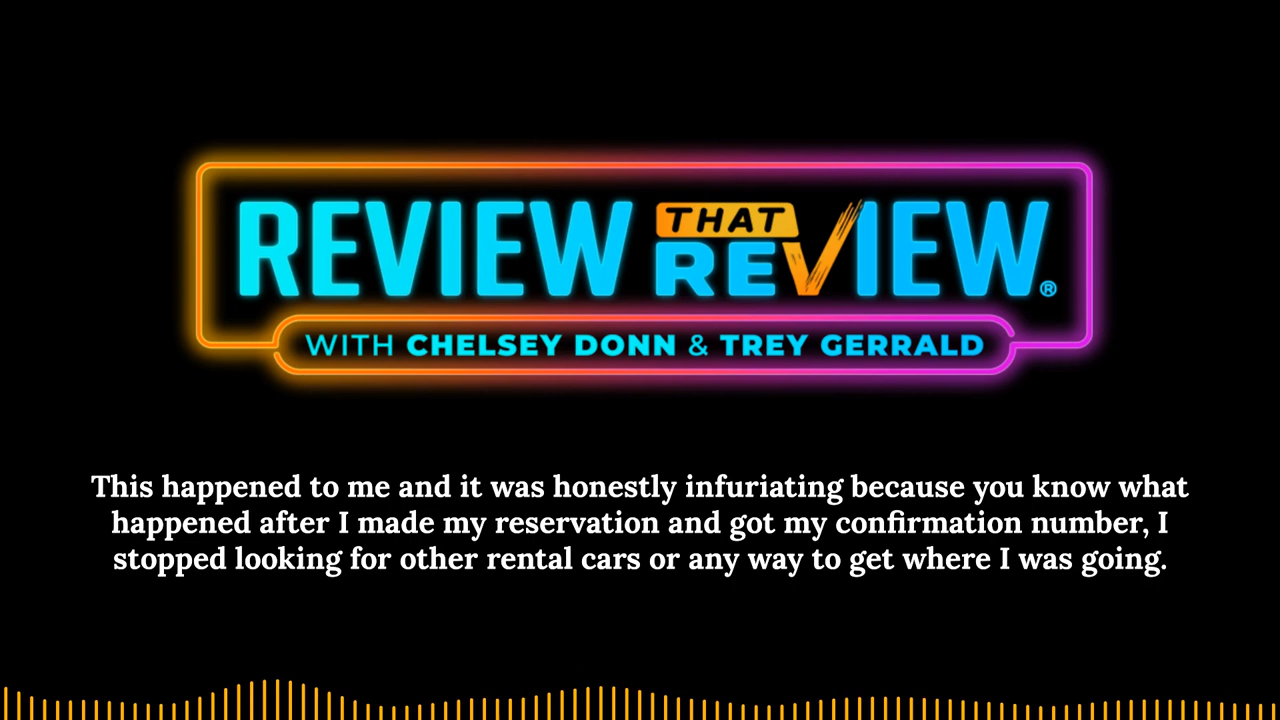 REVIEW THAT REVIEW®
WITH CHELSEY DONN & TREY GERRALD
This happened to me and it was honestly infuriating because you know what
happened after I made my reservation and got my confirmation number, I
stopped looking for other rental cars or any way to get where I was going.